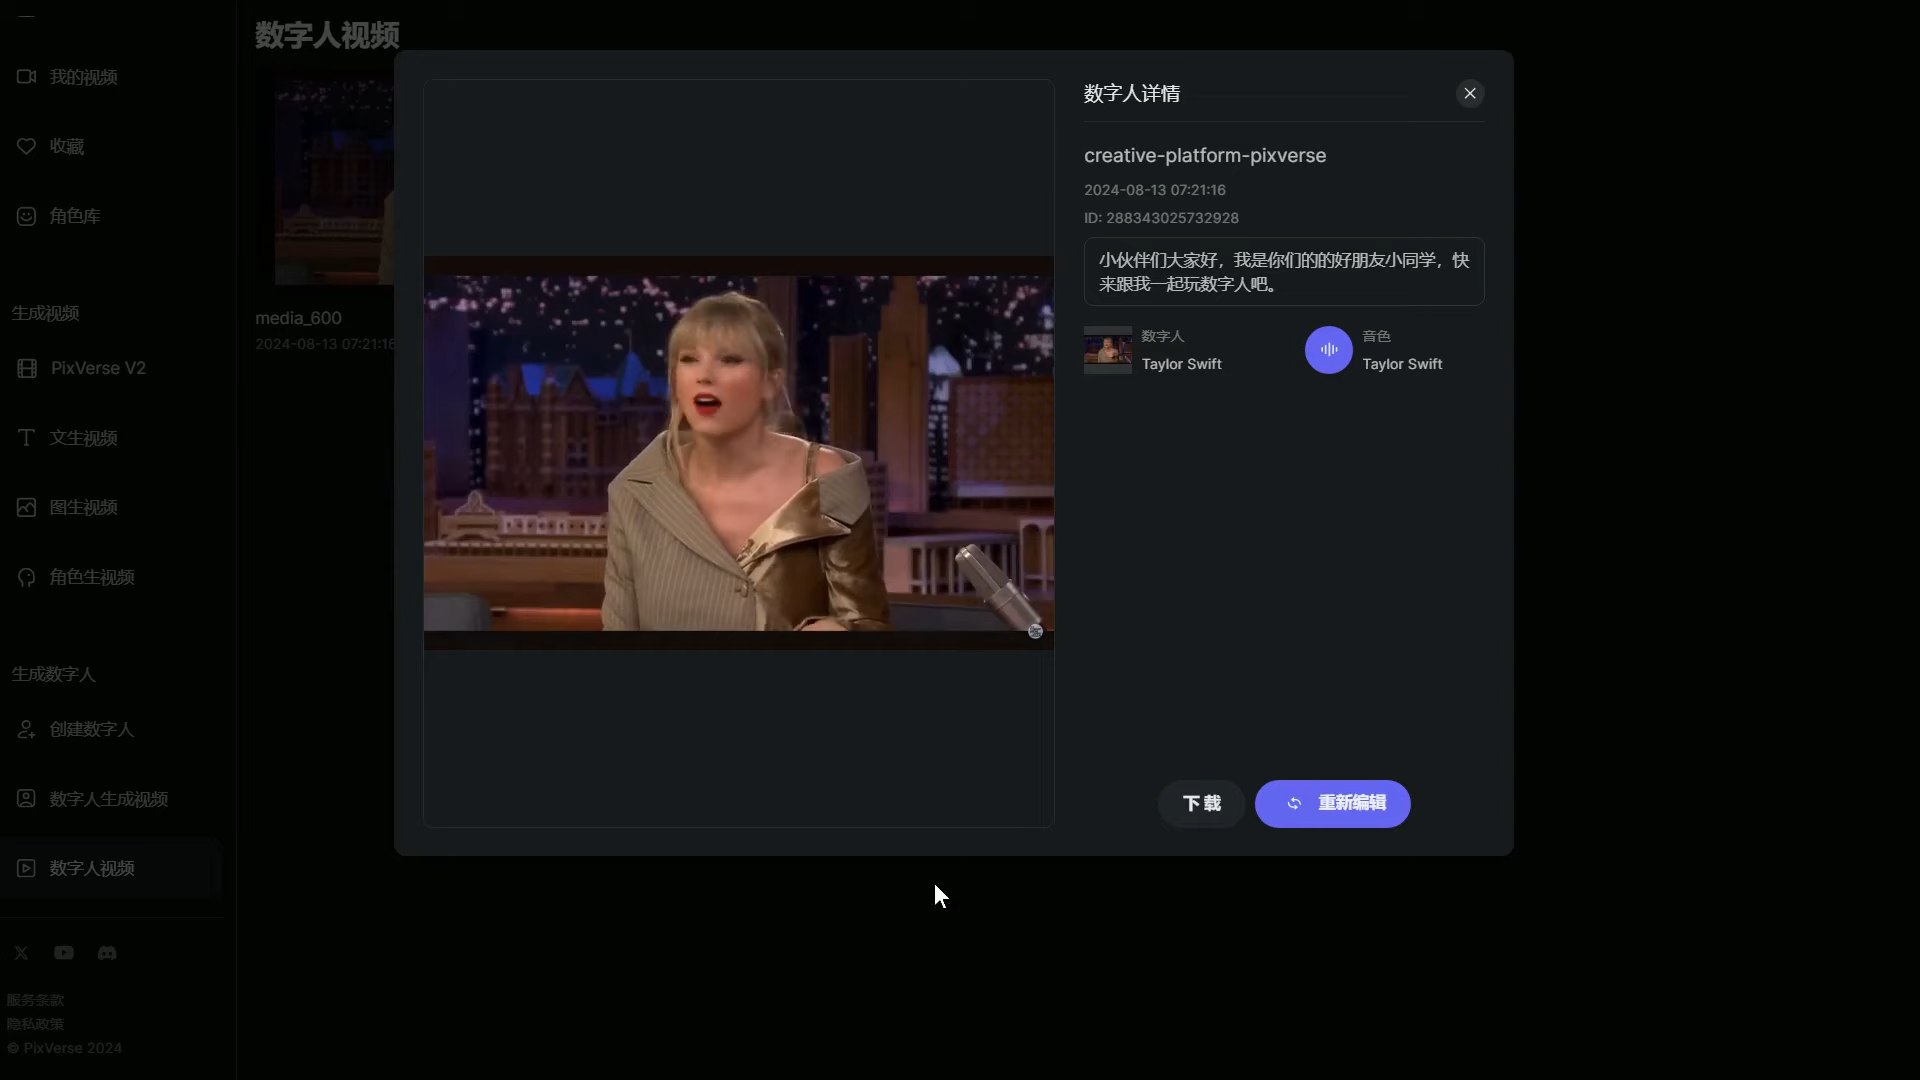 数字人视频
我的视频
收藏
角色库
生成视频
PixVerse V2
文生视频
图生视频
角色生视频
生成数字人
创建数字人
数字人生成视频
数字人视频
服务条款
隐私政策
© PixVerse 2024
media_600
2024-08-13 07:21:16
数字人详情
creative-platform-pixverse
2024-08-13 07:21:16
ID: 288343025732928
小伙伴们大家好，我是你们的的好朋友小同学，快
来跟我一起玩数字人吧。
数字人
Taylor Swift
音色
Taylor Swift
下载
重新编辑